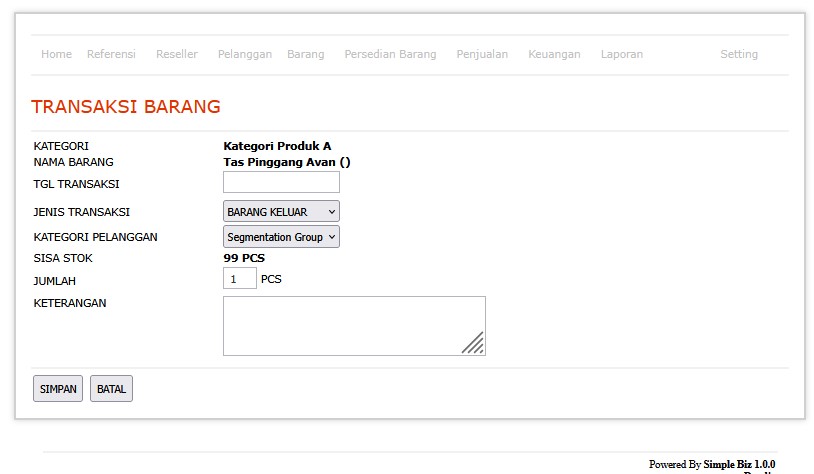 Home Referensi Reseller Pelanggan Barang Persedian Barang Penjualan Keuangan Laporan Setting
TRANSAKSI BARANG
KATEGORI Kategori Produk A
NAMA BARANG Tas Pinggang Avan ()
TGL TRANSAKSI
JENIS TRANSAKSI BARANG KELUAR
KATEGORI PELANGGAN Segmentation Group
SISA STOK 99 PCS
JUMLAH 1 PCS
KETERANGAN
SIMPAN BATAL
Powered By Simple Biz 1.0.0